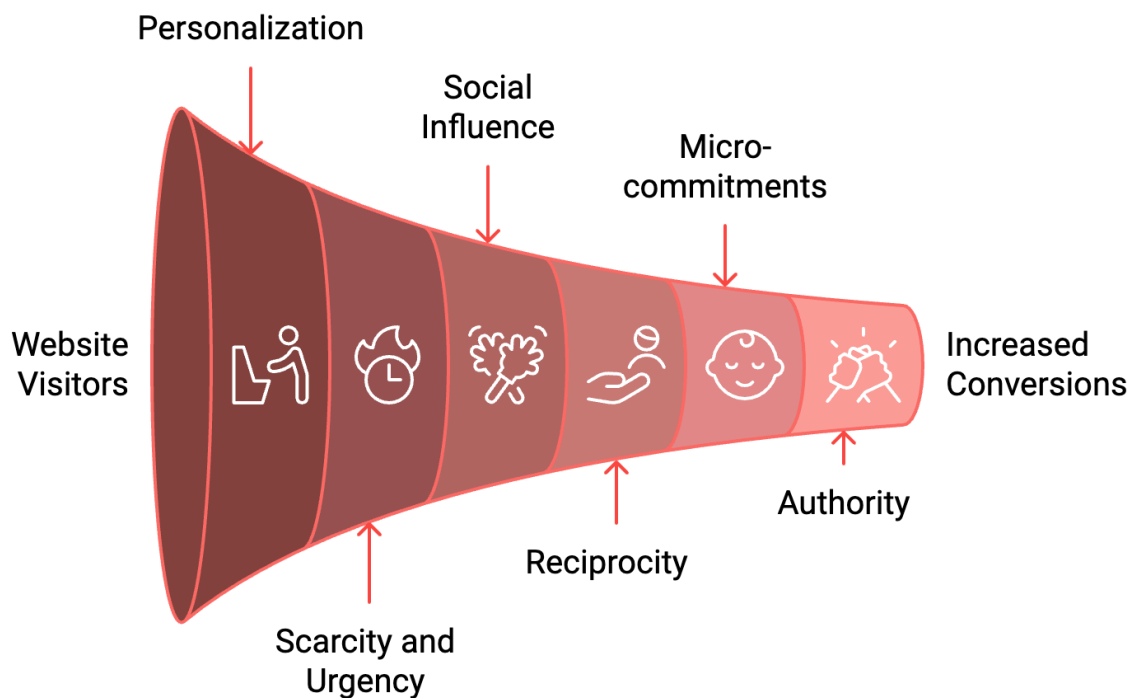 Personalization
Social
Influence
Micro-
commitments
Website
Visitors
Increased
Conversions
Authority
Reciprocity
Scarcity and
Urgency